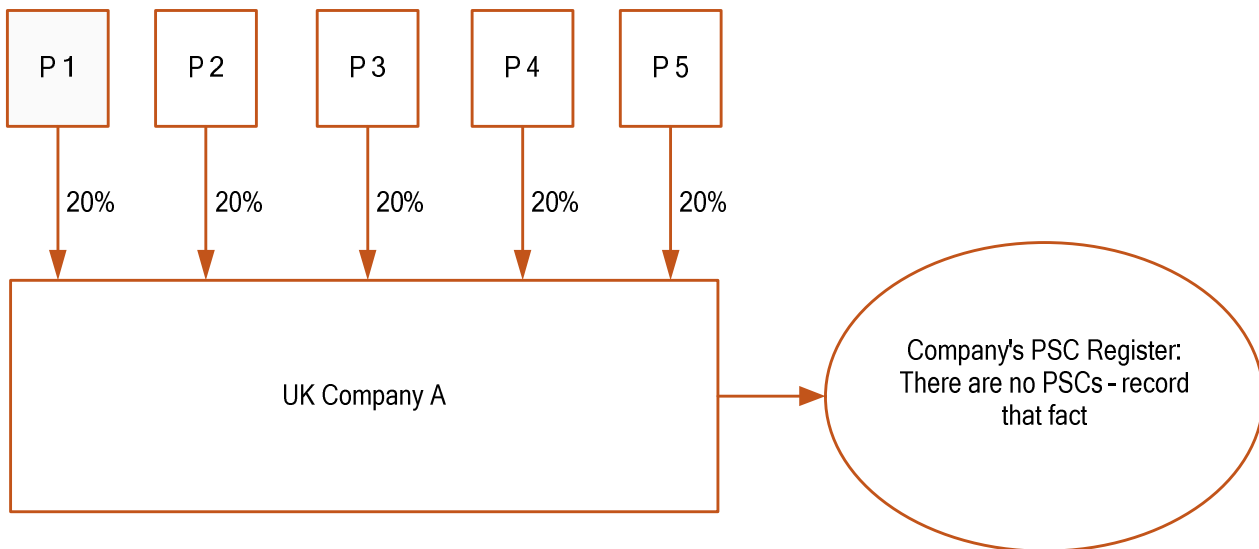 P 1
P 2
P 3
P 4
P 5
20%
20%
20%
20%
20%
UK Company A
Company's PSC Register:
There are no PSCs - record
that fact